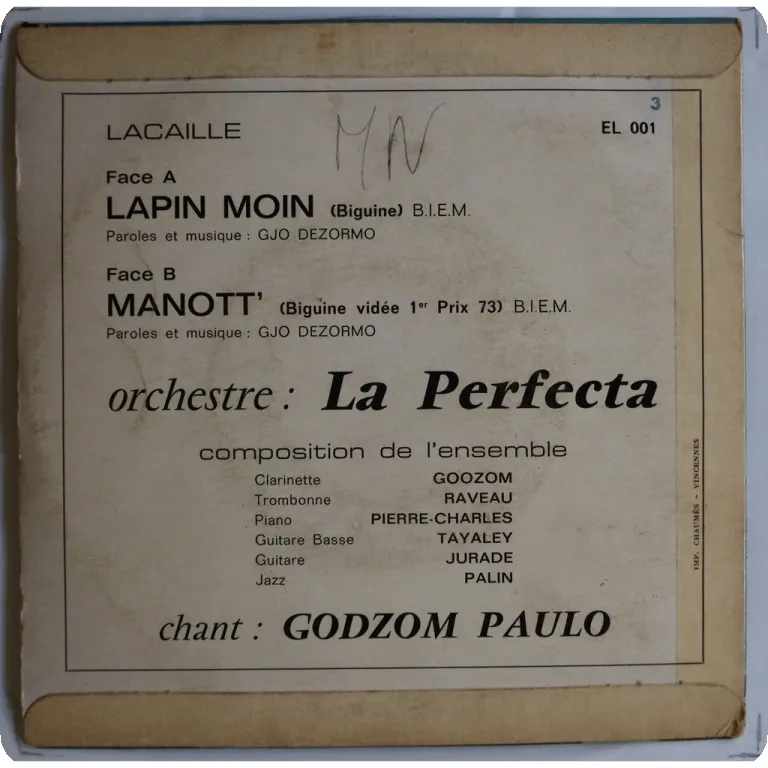 3
LACAILLE EL 001
MN
Face A
LAPIN MOIN (Biguine) B.I.E.M.
Paroles et musique : GJO DEZORMO
Face B
MANOTT' (Biguine vidée 1er Prix 73) B.I.E.M.
Paroles et musique : GJO DEZORMO
orchestre : La Perfecta
composition de l'ensemble
Clarinette GOOZOM
Trombonne RAVEAU
Piano PIERRE-CHARLES
Guitare Basse TAYALEY
Guitare JURADE
Jazz PALIN
chant : GODZOM PAULO
IMP. CHAUMÈS - VINCENNES